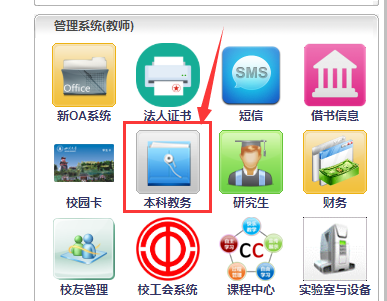 管理系统(教师)
Office
SMS
新OA系统 法人证书 短信 借书信息
校园卡 本科教务 研究生 财务
CC
校友管理 校工会系统 课程中心 实验室与设备